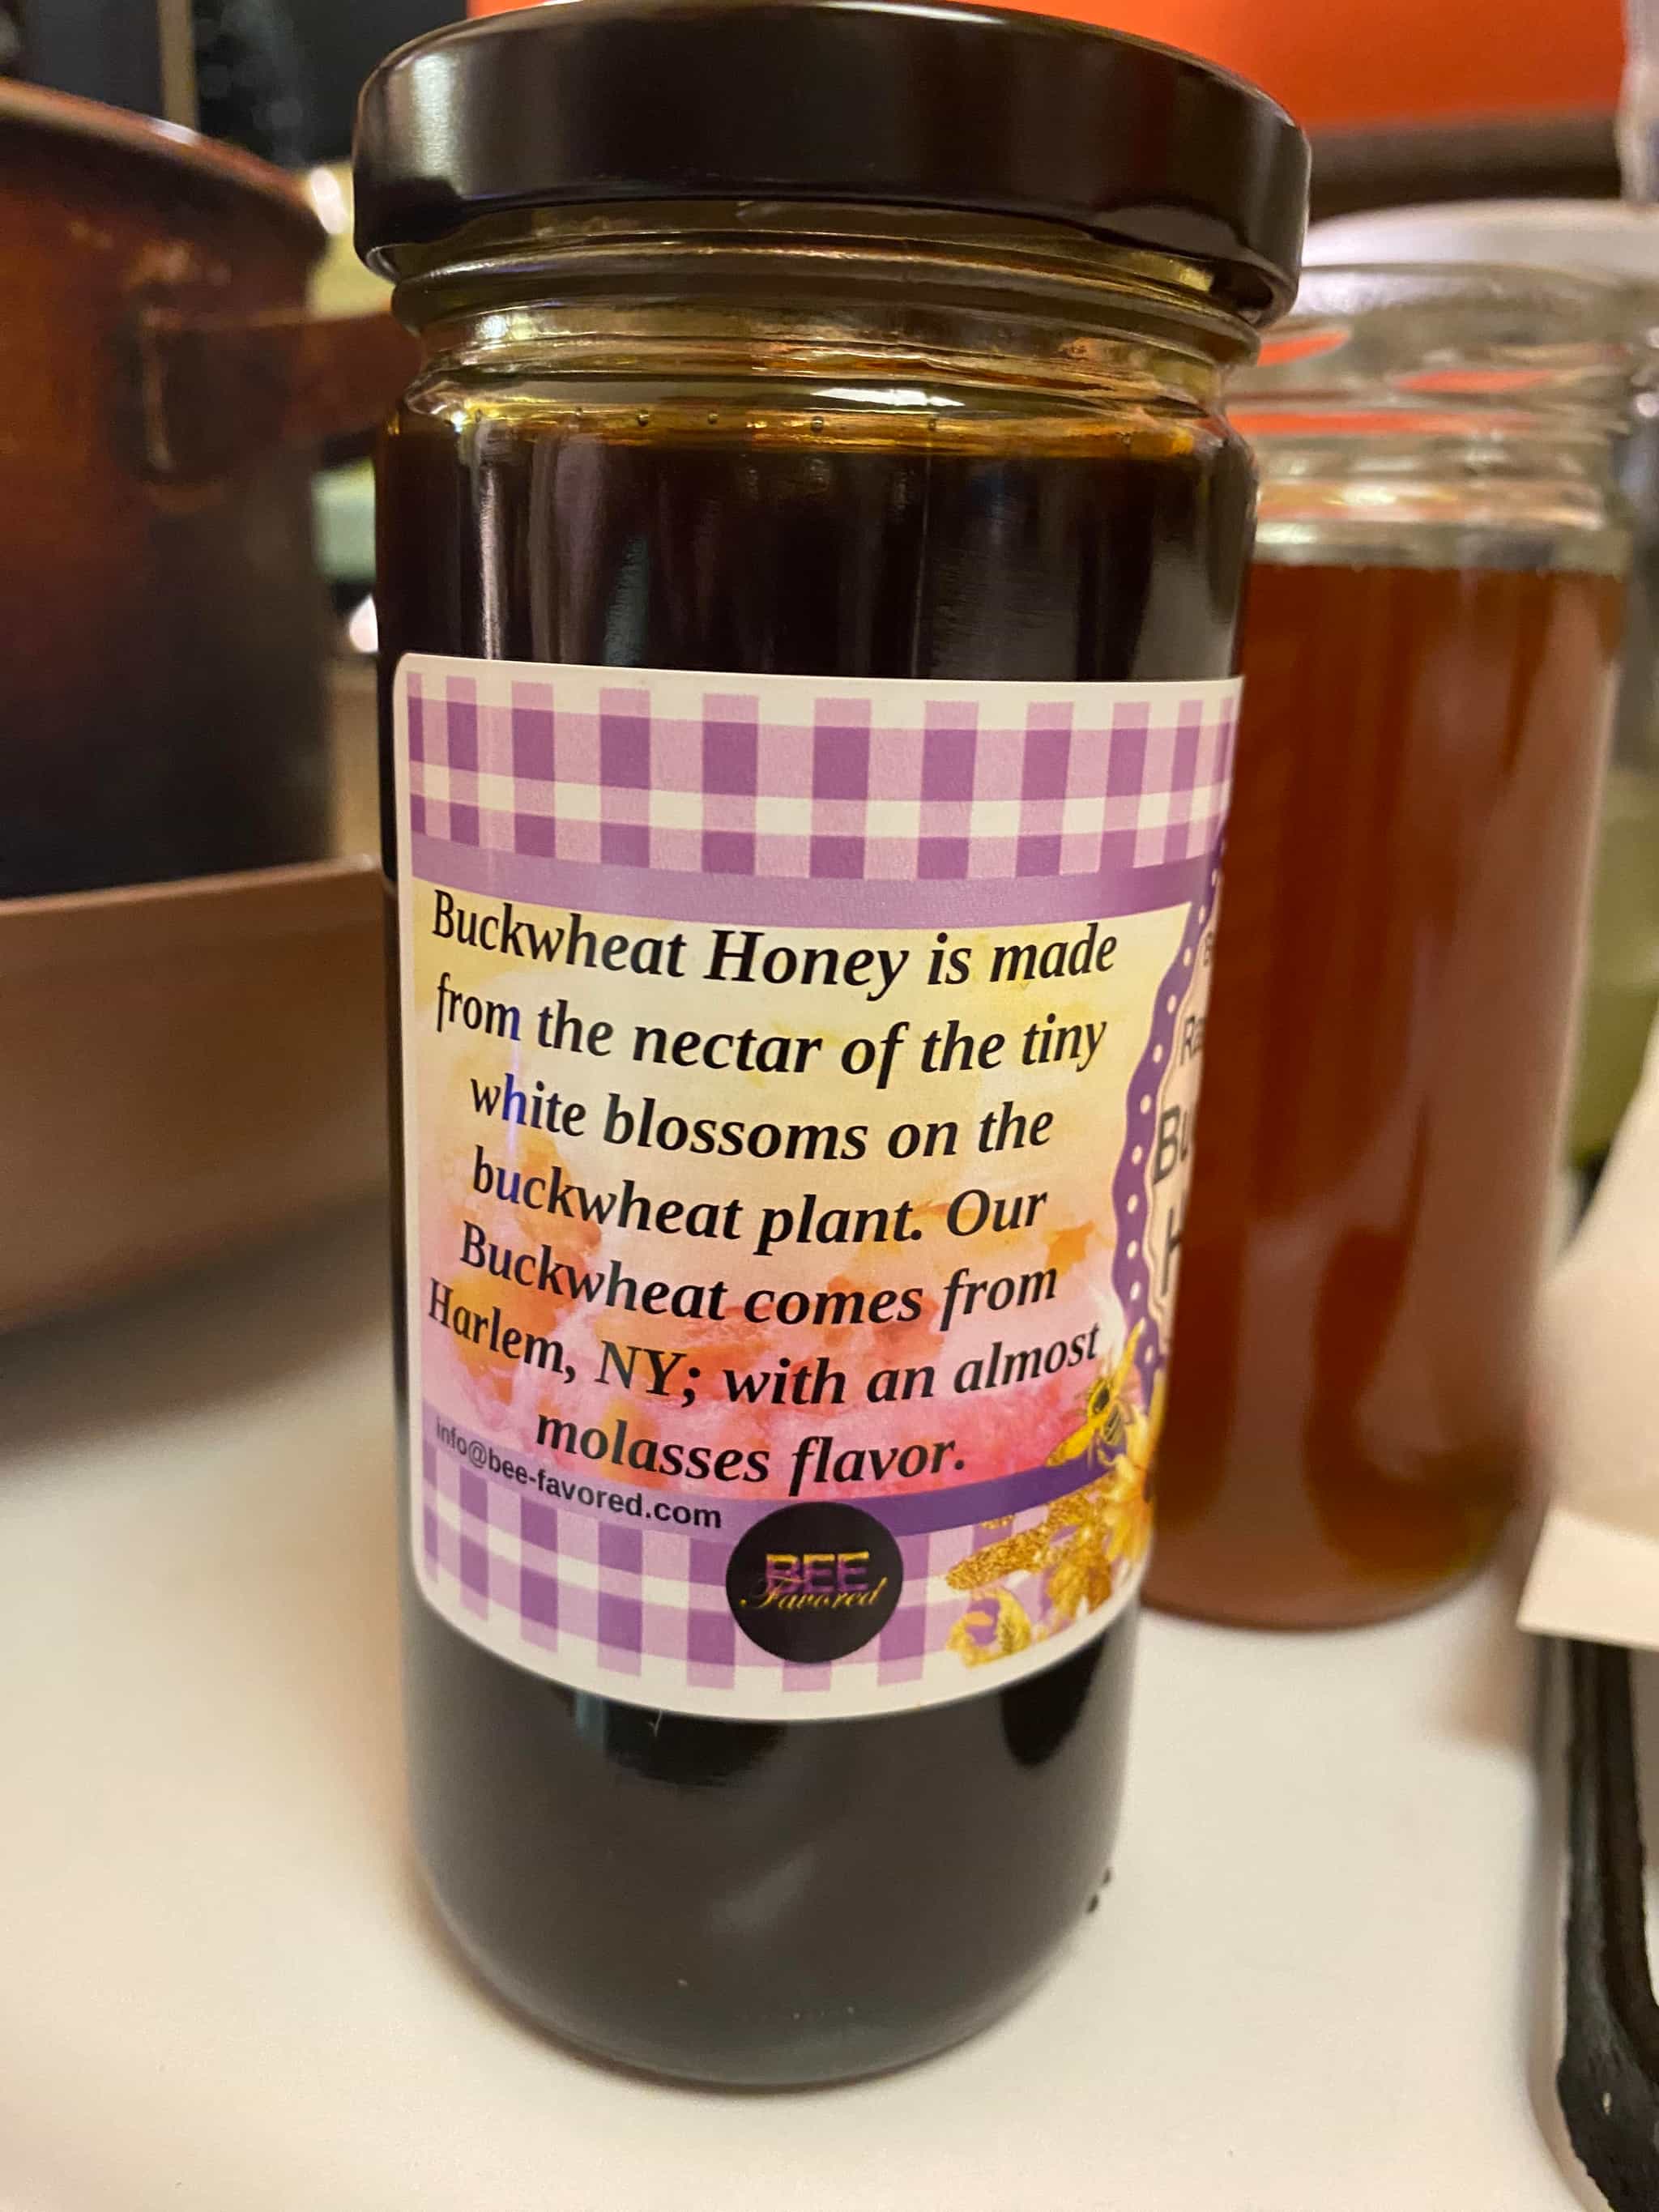 Buckwheat Honey is made
from the nectar of the tiny
white blossoms on the
buckwheat plant. Our
Buckwheat comes from
Harlem, NY; with an almost
molasses flavor.
info@bee-favored.com
BEE
Favored